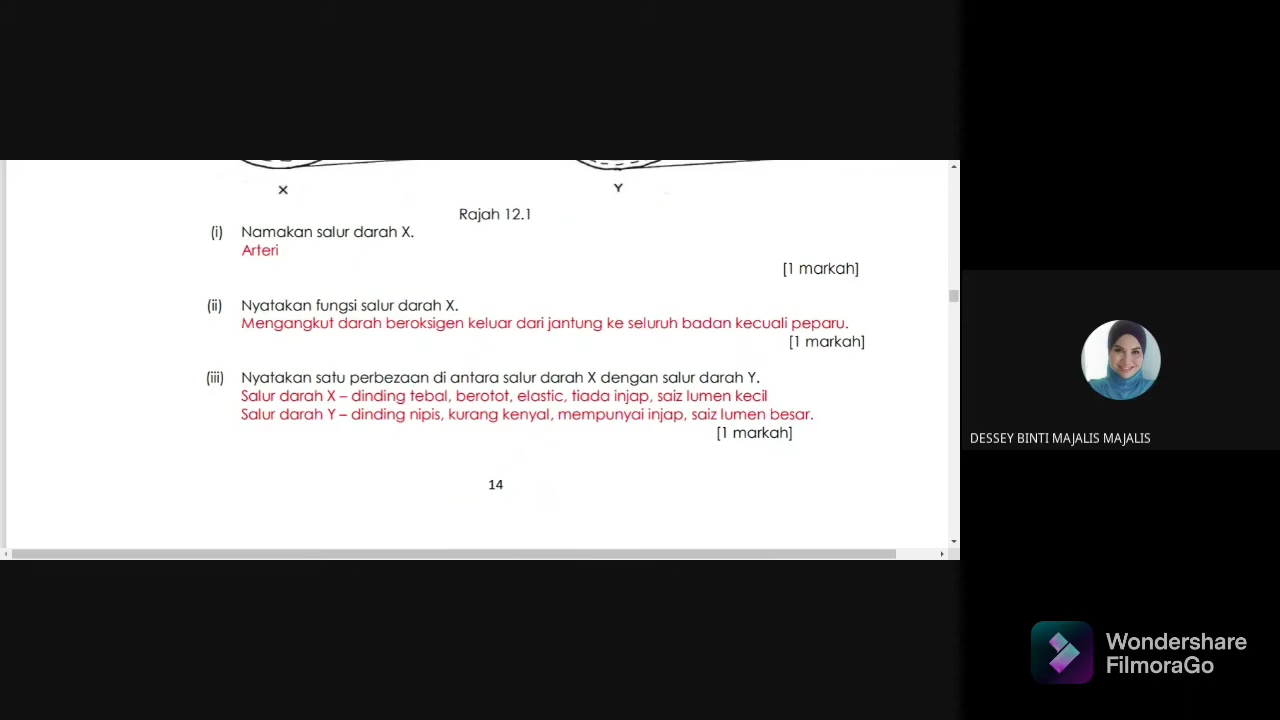 X
Y
Rajah 12.1
(i) Namakan salur darah X.
Arteri
[1 markah]
(ii) Nyatakan fungsi salur darah X.
Mengangkut darah beroksigen keluar dari jantung ke seluruh badan kecuali peparu.
[1 markah]
(iii) Nyatakan satu perbezaan di antara salur darah X dengan salur darah Y.
Salur darah X – dinding tebal, berotot, elastic, tiada injap, saiz lumen kecil
Salur darah Y – dinding nipis, kurang kenyal, mempunyai injap, saiz lumen besar.
[1 markah]
14
DESSEY BINTI MAJALIS MAJALIS
Wondershare
FilmoraGo